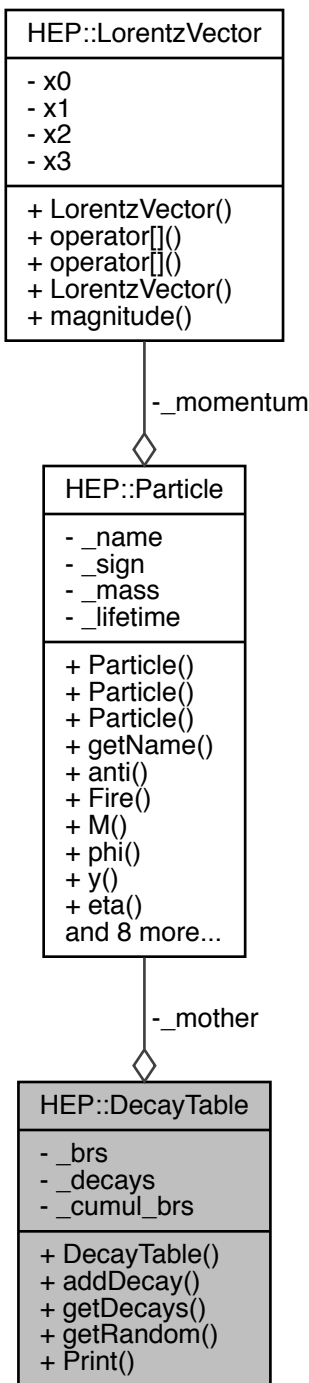 HEP::LorentzVector
- x0
- x1
- x2
- x3
+ LorentzVector()
+ operator[]()
+ operator[]()
+ LorentzVector()
+ magnitude()
-_momentum
HEP::Particle
- _name
- _sign
- _mass
- _lifetime
+ Particle()
+ Particle()
+ Particle()
+ getName()
+ anti()
+ Fire()
+ M()
+ phi()
+ y()
+ eta()
and 8 more...
-_mother
HEP::DecayTable
- _brs
- _decays
- _cumul_brs
+ DecayTable()
+ addDecay()
+ getDecays()
+ getRandom()
+ Print()